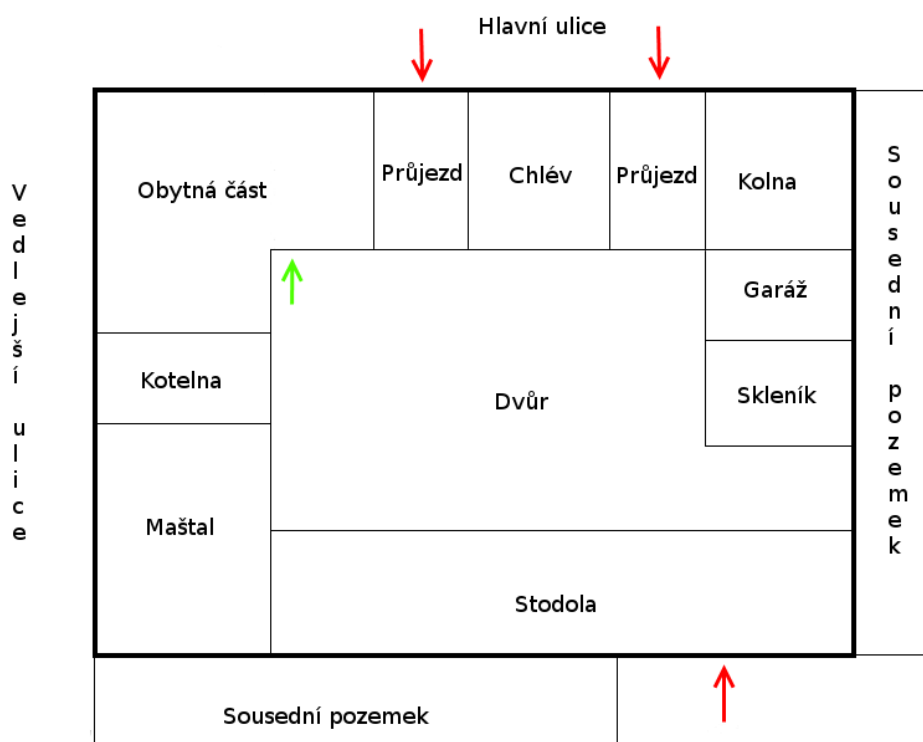 Hlavní ulice
Průjezd
Chlév
Průjezd
Kolna
Obytná část
Vedlejší ulice
Sousední pozemek
Garáž
Kotelna
Dvůr
Skleník
Maštal
Stodola
Sousední pozemek